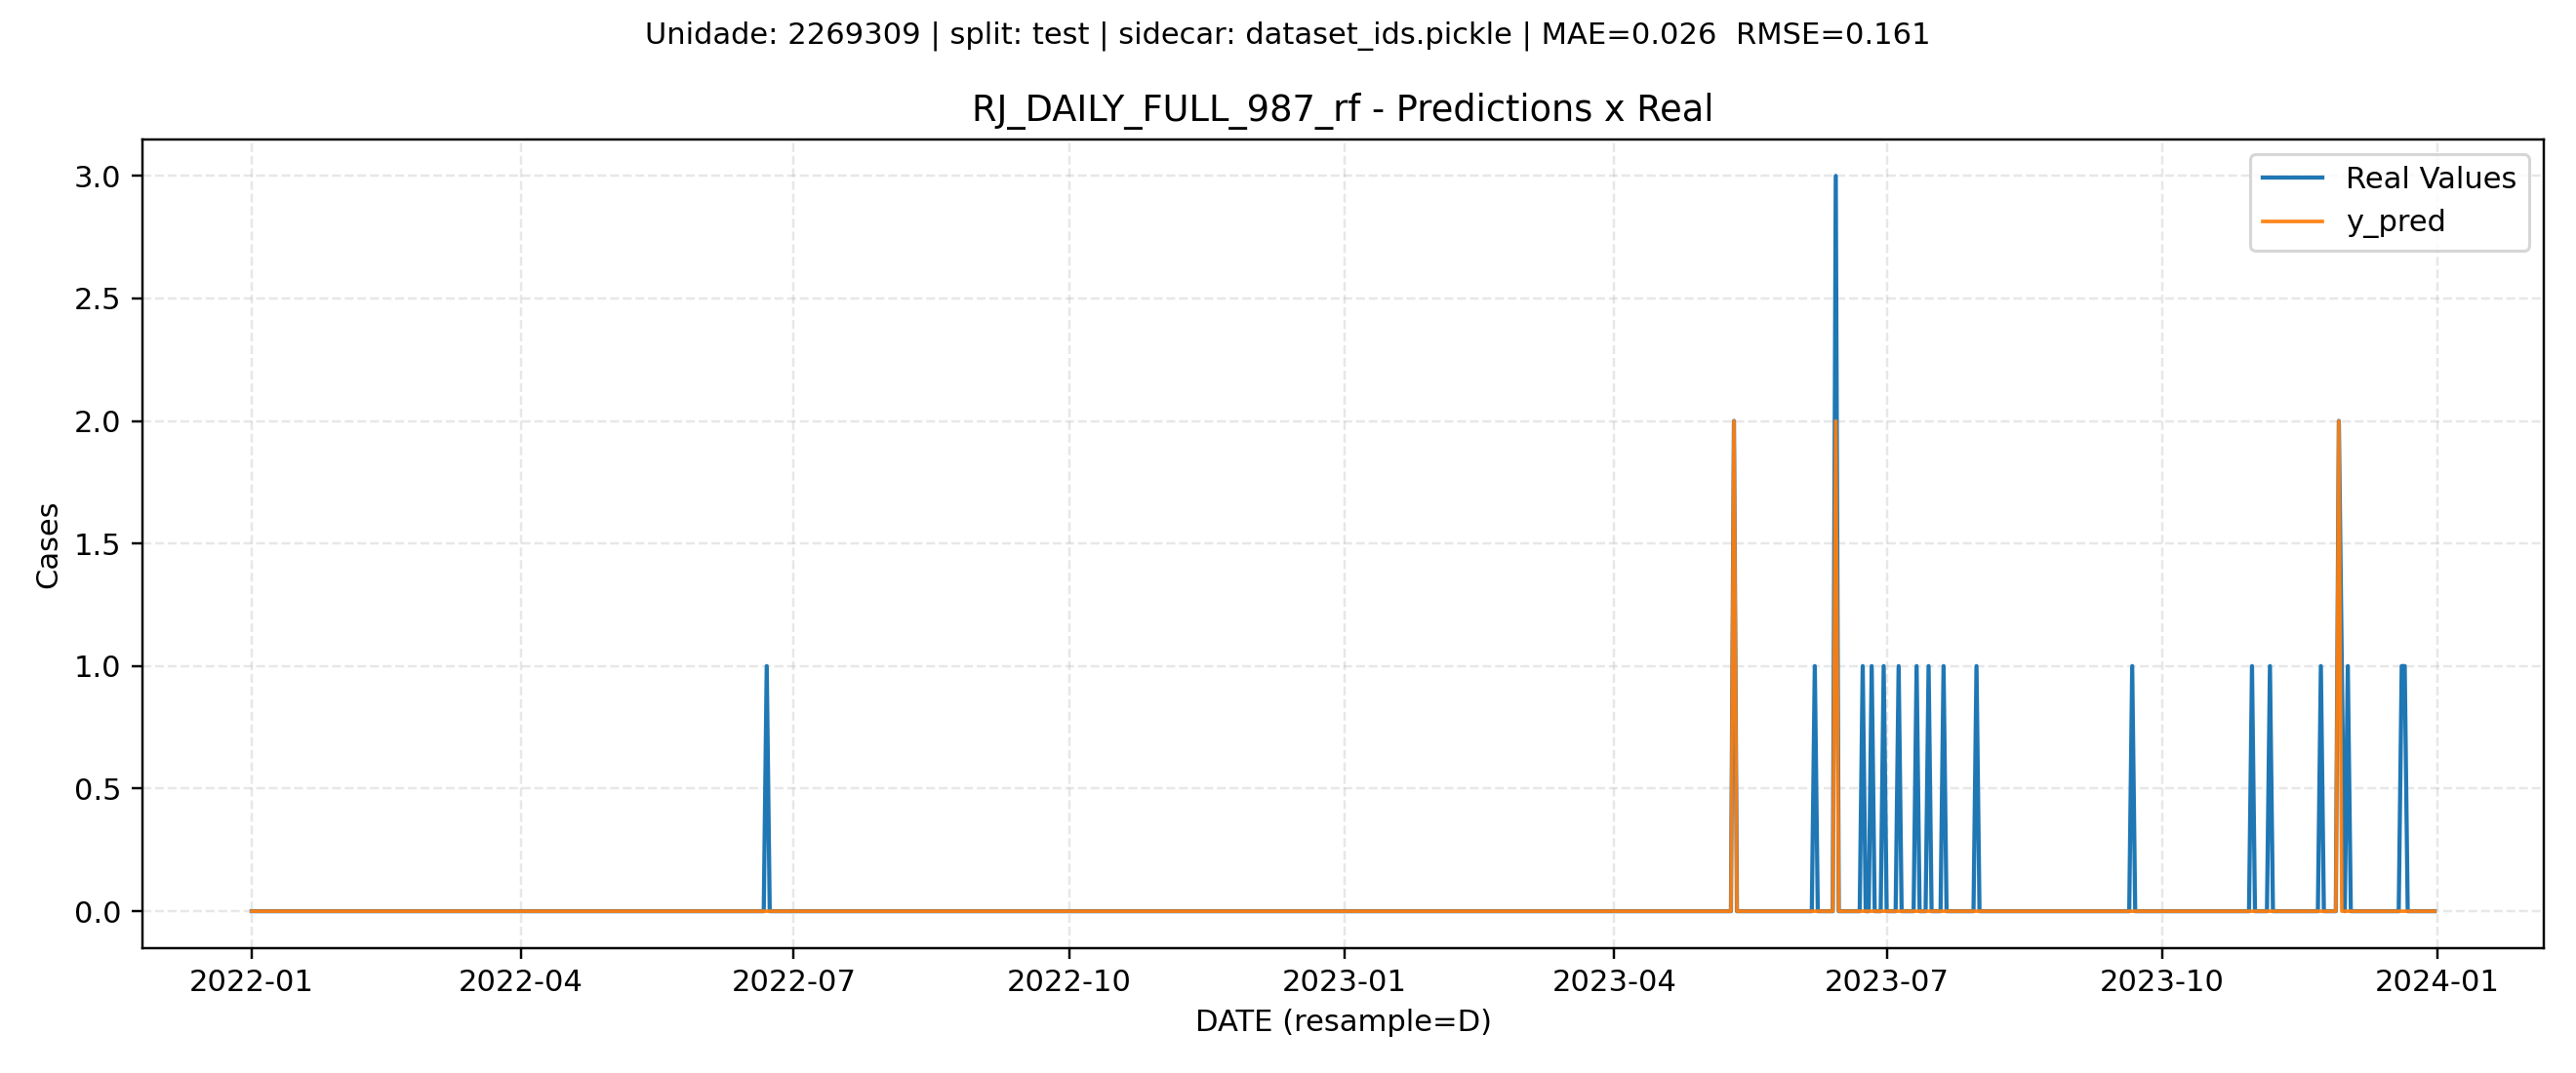 Unidade: 2269309 | split: test | sidecar: dataset_ids.pickle | MAE=0.026  RMSE=0.161
RJ_DAILY_FULL_987_rf - Predictions x Real
Real Values
y_pred
3.0
2.5
2.0
1.5
1.0
0.5
0.0
Cases
2022-01
2022-04
2022-07
2022-10
2023-01
2023-04
2023-07
2023-10
2024-01
DATE (resample=D)